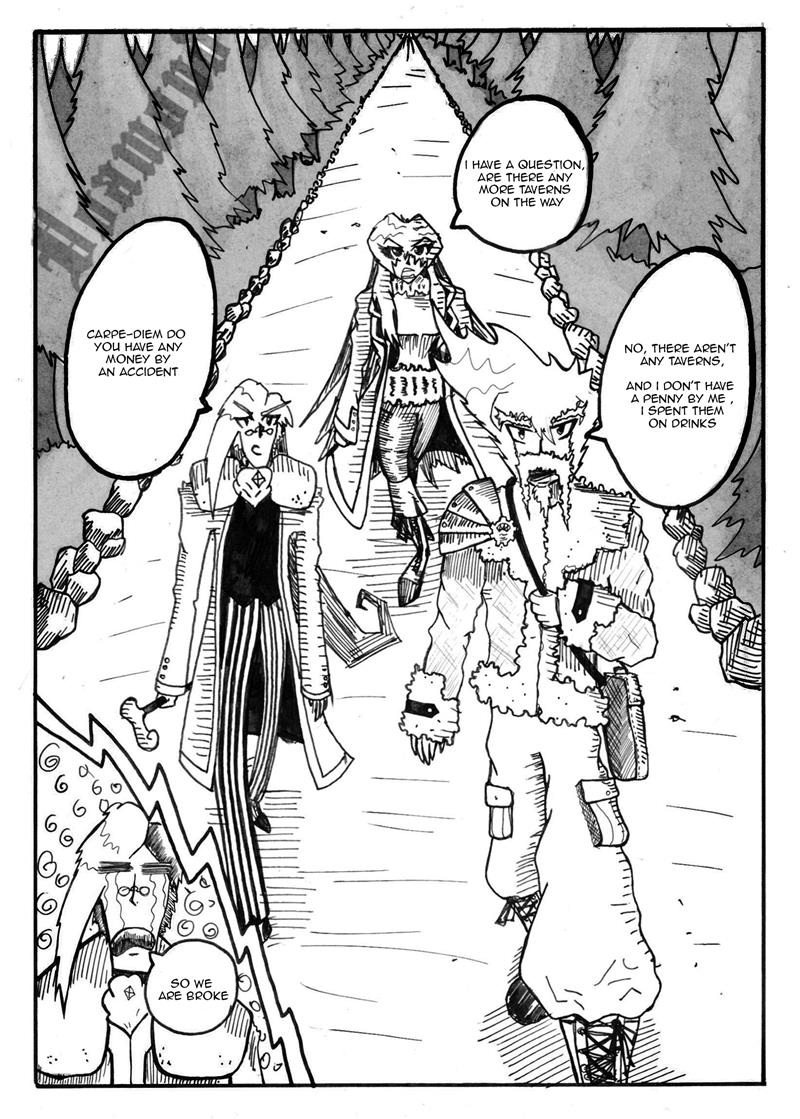 I HAVE A QUESTION,
ARE THERE ANY
MORE TAVERNS
ON THE WAY
CARPE-DIEM DO
YOU HAVE ANY
MONEY BY
AN ACCIDENT
NO, THERE AREN'T
ANY TAVERNS,
AND I DON'T HAVE
A PENNY BY ME ,
I SPENT THEM
ON DRINKS
SO WE
ARE BROKE